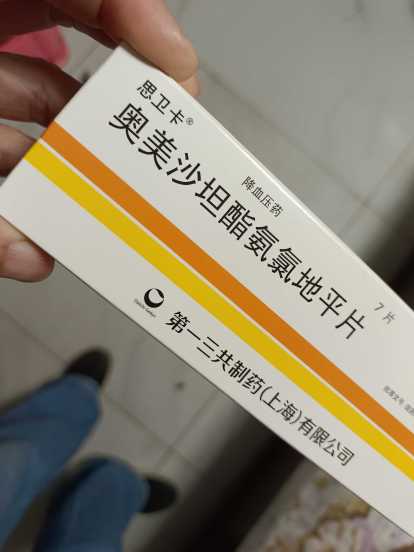 思卫卡®
奥美沙坦酯氨氯地平片
降血压药
7片
第一三共制药(上海)有限公司